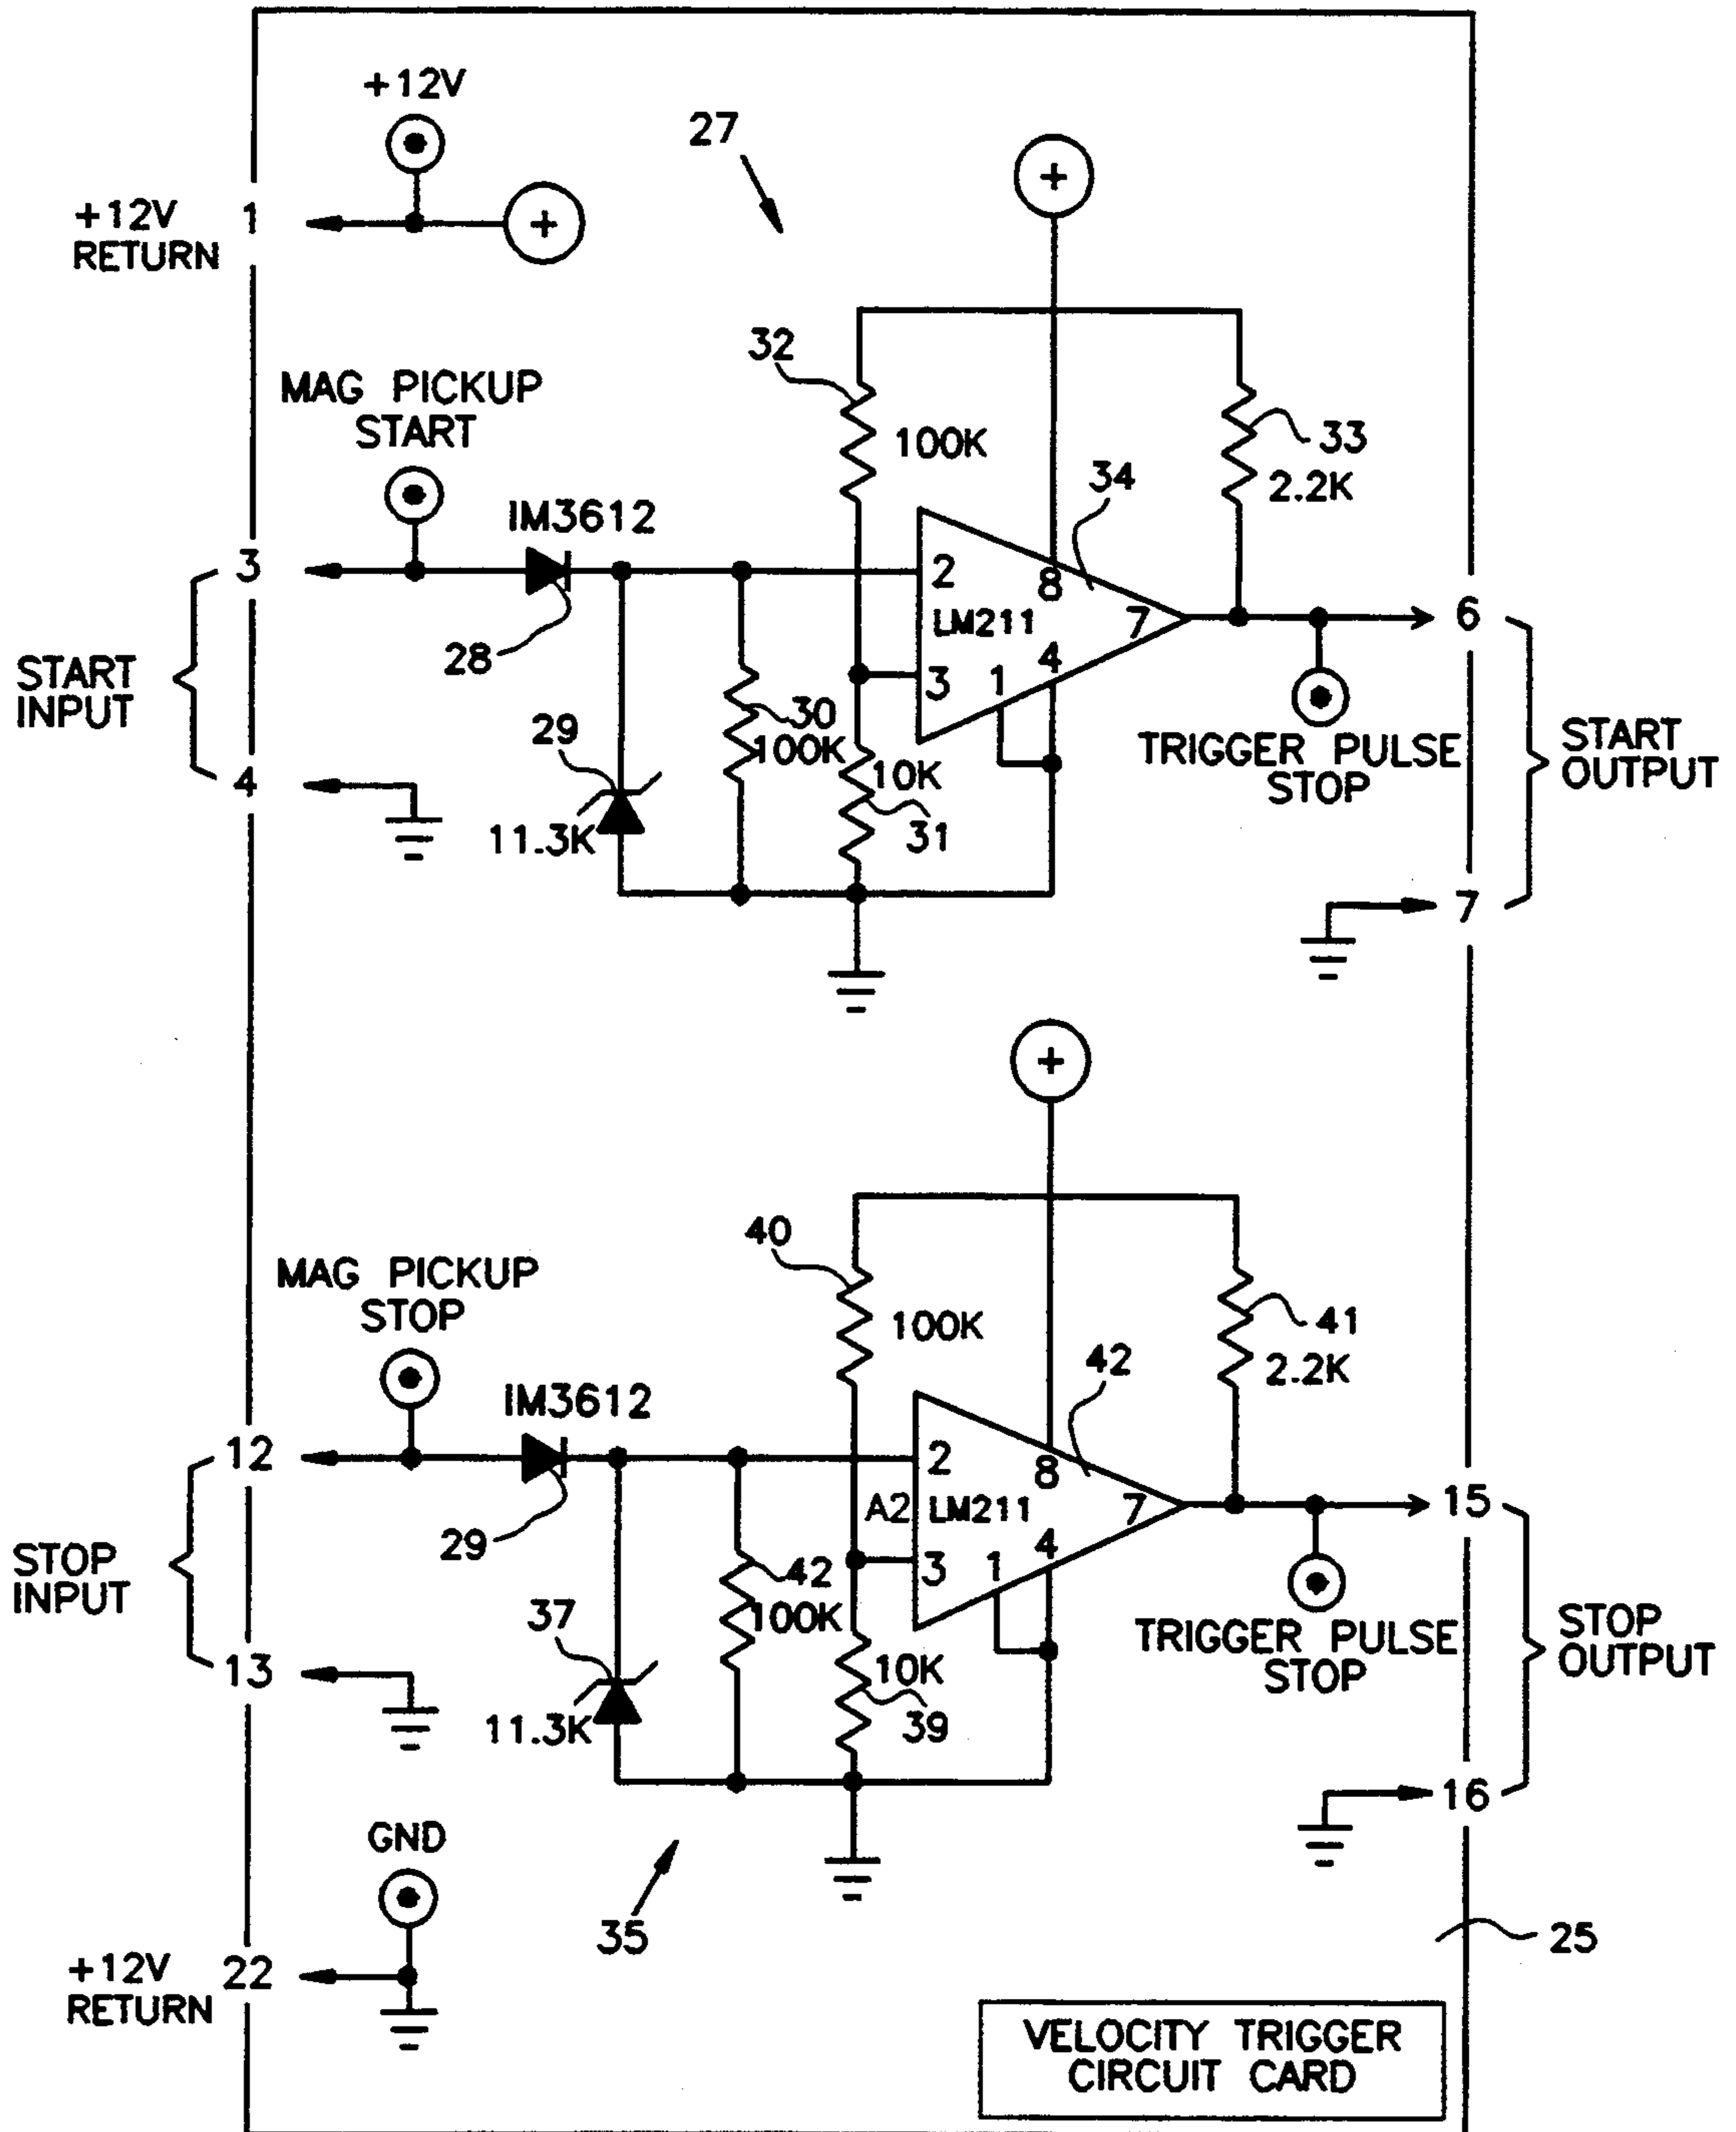 +12V
27
+
+12V
RETURN
1
+
32
MAG PICKUP
START
100K
33
2.2K
34
IM3612
3
2
8
LM211
7
6
28
4
3
1
START
INPUT
30
100K
29
10K
TRIGGER PULSE
STOP
START
OUTPUT
4
11.3K
31
7
+
40
MAG PICKUP
STOP
100K
41
2.2K
42
IM3612
12
2
8
A2
LM211
7
15
29
4
3
1
STOP
INPUT
42
100K
37
10K
TRIGGER PULSE
STOP
STOP
OUTPUT
13
11.3K
39
16
GND
35
25
+12V
RETURN
22
VELOCITY TRIGGER
CIRCUIT CARD